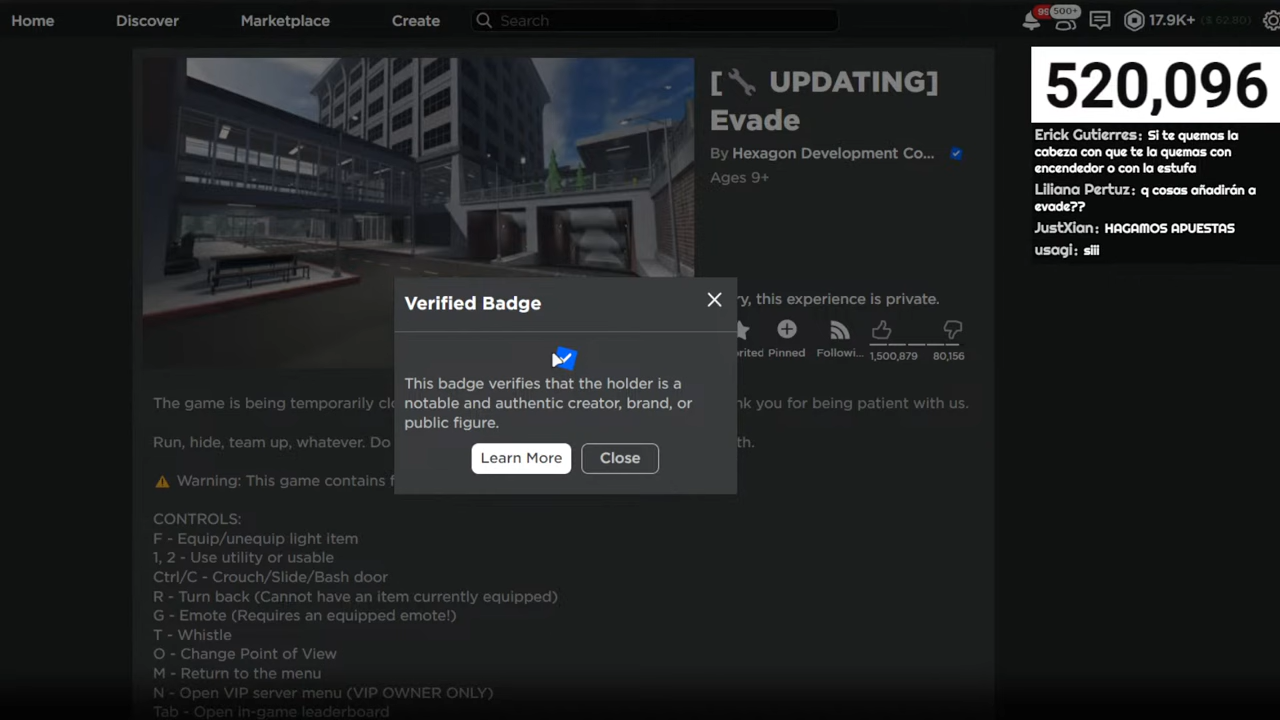 Home
Discover
Marketplace
Create
Search
99
500+
17.9K+
($ 62.80)
[🔧 UPDATING]
Evade
By Hexagon Development Co...
Ages 9+
520,096
Erick Gutierres: Si te quemas la
cabeza con que te la quemas con
encendedor o con la estufa
Liliana Pertuz: q cosas añadirán a
evade??
JustXian: HAGAMOS APUESTAS
usagi: siii
Verified Badge
This badge verifies that the holder is a
notable and authentic creator, brand, or
public figure.
Learn More
Close
ry, this experience is private.
rited
Pinned
Followi...
1,500,879
80,156
The game is being temporarily clo
nk you for being patient with us.
Run, hide, team up, whatever. Do
th.
Warning: This game contains f
CONTROLS:
F - Equip/unequip light item
1, 2 - Use utility or usable
Ctrl/C - Crouch/Slide/Bash door
R - Turn back (Cannot have an item currently equipped)
G - Emote (Requires an equipped emote!)
T - Whistle
O - Change Point of View
M - Return to the menu
N - Open VIP server menu (VIP OWNER ONLY)
Tab - Open in-game leaderboard